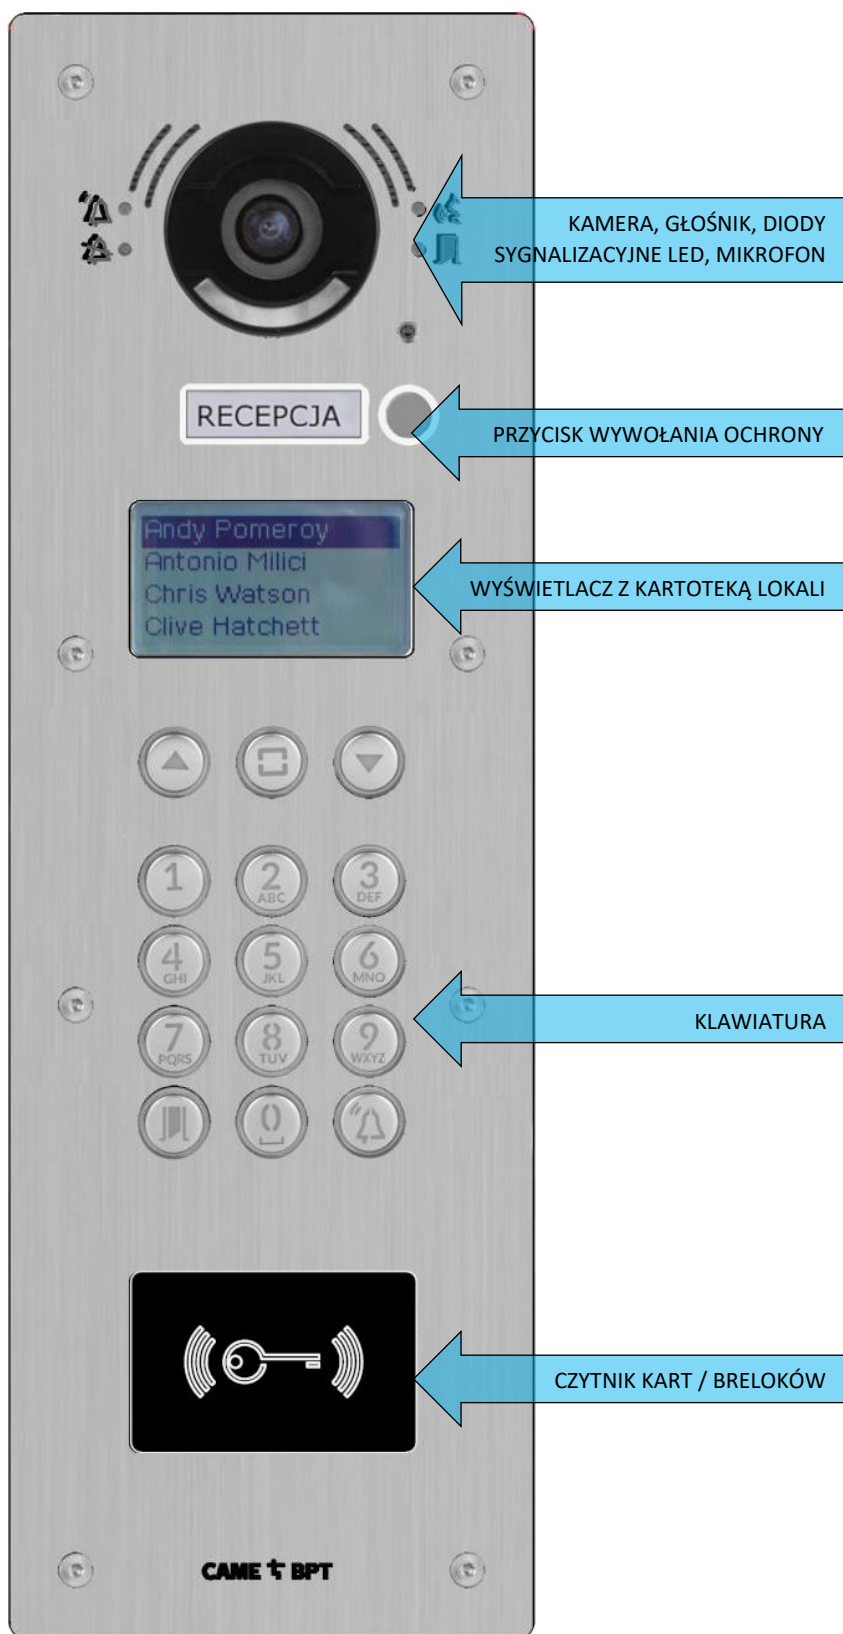 KAMERA, GŁOŚNIK, DIODY
SYGNALIZACYJNE LED, MIKROFON
RECEPCJA
PRZYCISK WYWOŁANIA OCHRONY
Andy Pomeroy
Antonio Milici
Chris Watson
Clive Hatchett
WYŚWIETLACZ Z KARTOTEKĄ LOKALI
1 2 3
ABC DEF
4 5 6
GHI JKL MNO
KLAWIATURA
7 8 9
PQRS TUV WXYZ
0
CZYTNIK KART / BRELOKÓW
CAME BPT